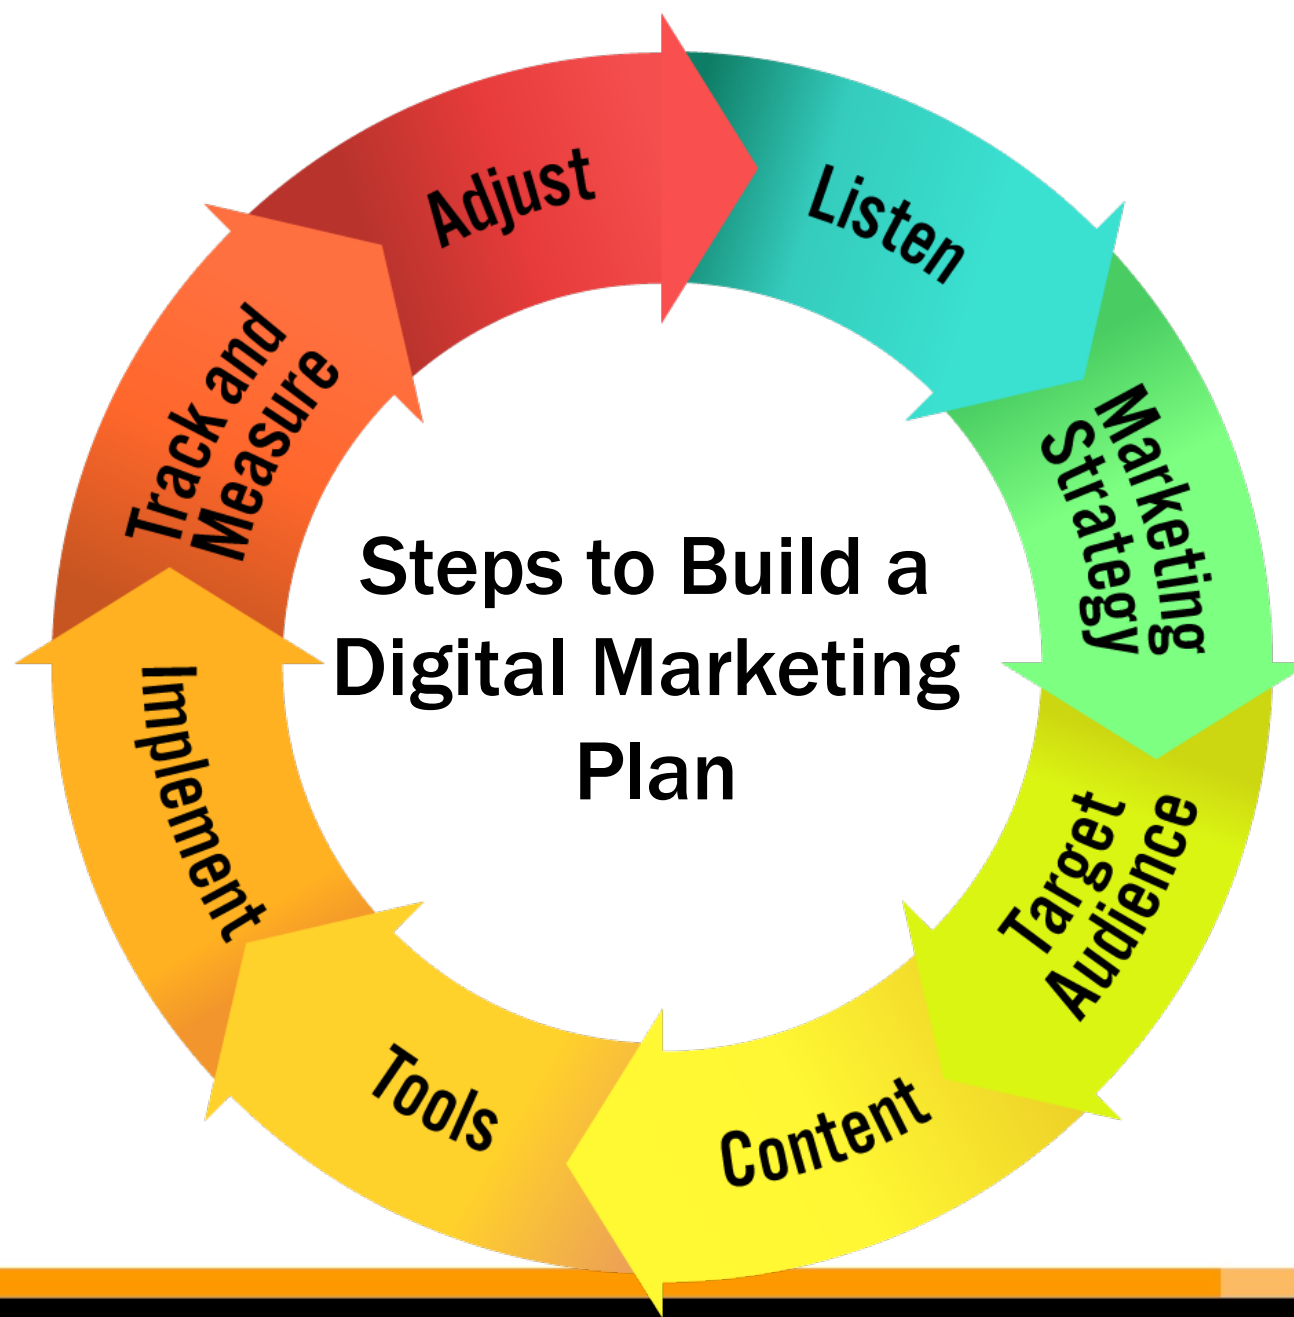 Steps to Build a
Digital Marketing
Plan
Listen
Marketing
Strategy
Target
Audience
Content
Tools
Implement
Track and
Measure
Adjust